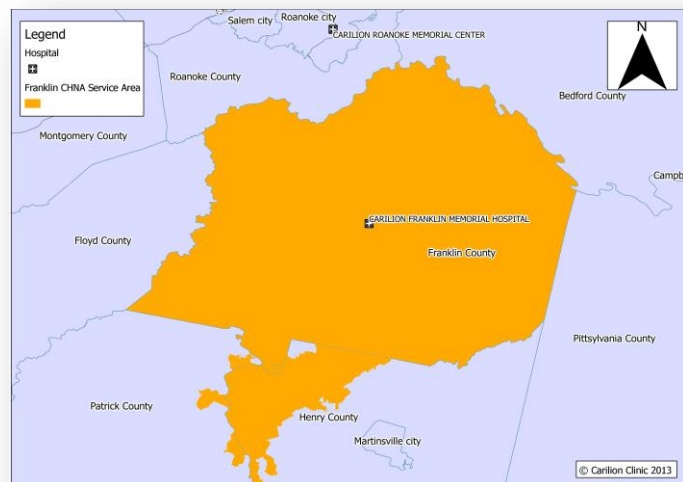 Legend
Hospital
Franklin CHNA Service Area
Salem city
Roanoke city
CARILION ROANOKE MEMORIAL CENTER
N
Roanoke County
Bedford County
Montgomery County
Campb
CARILION FRANKLIN MEMORIAL HOSPITAL
Floyd County
Franklin County
Pittsylvania County
Patrick County
Henry County
Martinsville city
© Carilion Clinic 2013